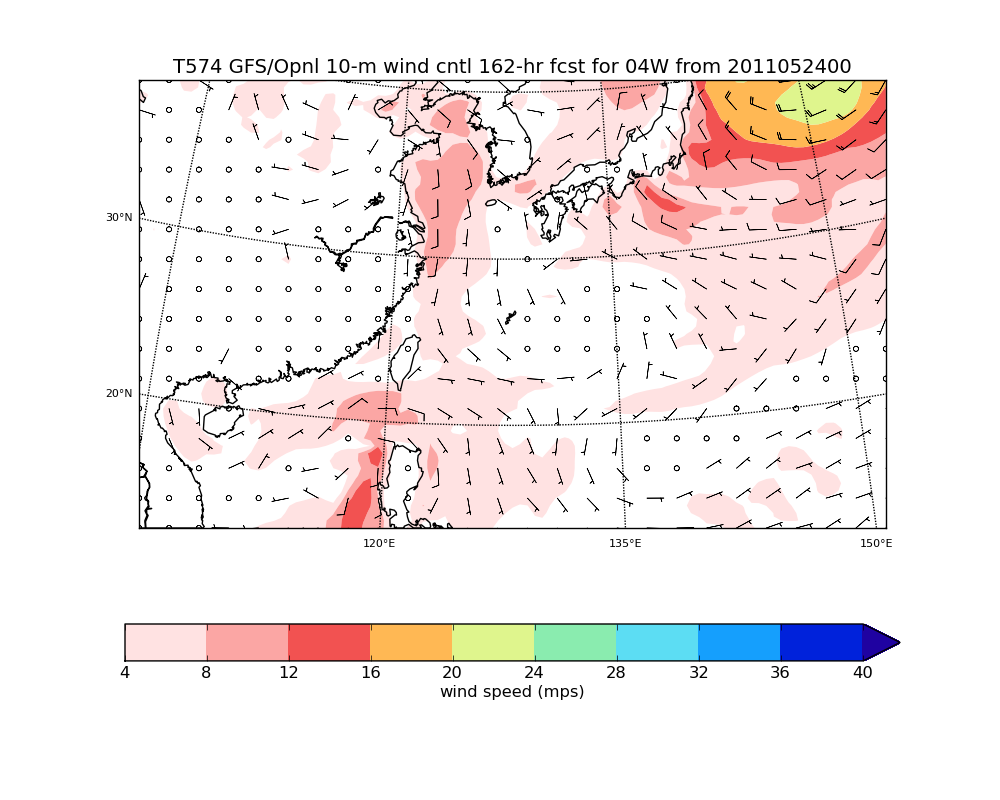 T574 GFS/Opnl 10-m wind cntl 162-hr fcst for 04W from 2011052400
30°N
20°N
120°E 135°E 150°E
4 8 12 16 20 24 28 32 36 40
wind speed (mps)